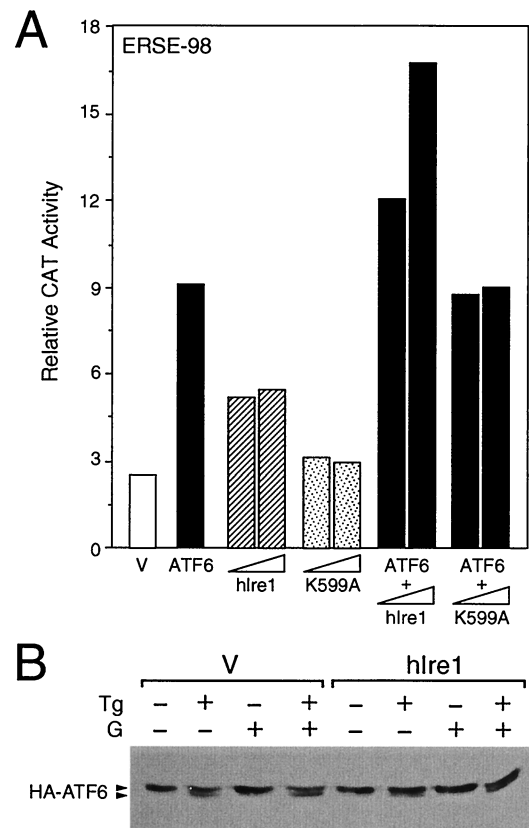 A
ERSE-98
Relative CAT Activity
18
15
12
9
6
3
0
V ATF6 hIre1 K599A ATF6 + hIre1 ATF6 + K599A
B
V hIre1
Tg – + – + – + – +
G – – + + – – + +
HA-ATF6